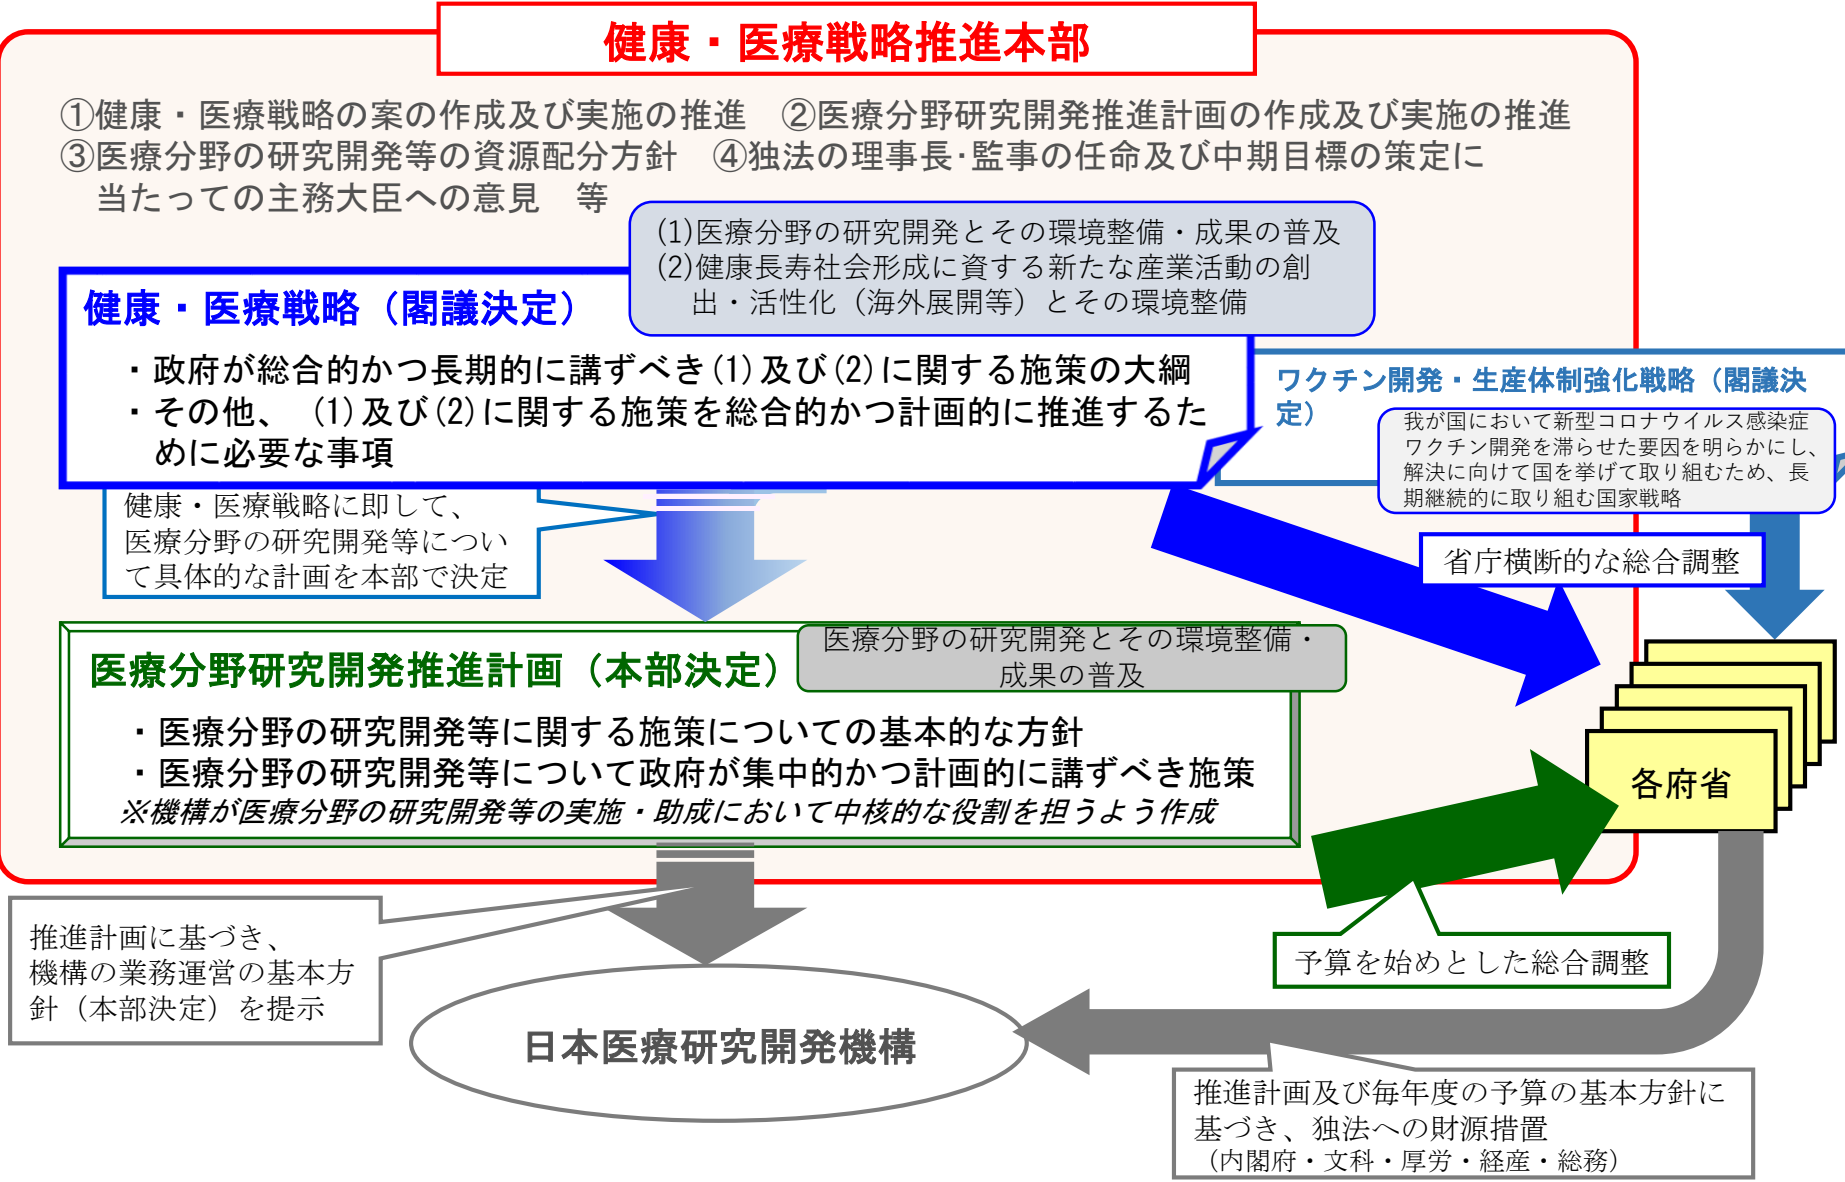 健康・医療戦略推進本部
①健康・医療戦略の案の作成及び実施の推進　②医療分野研究開発推進計画の作成及び実施の推進
③医療分野の研究開発等の資源配分方針　④独法の理事長・監事の任命及び中期目標の策定に
当たっての主務大臣への意見　等
(1)医療分野の研究開発とその環境整備・成果の普及
(2)健康長寿社会形成に資する新たな産業活動の創
出・活性化（海外展開等）とその環境整備
健康・医療戦略（閣議決定）
・政府が総合的かつ長期的に講ずべき(1)及び(2)に関する施策の大綱
・その他、（1)及び(2)に関する施策を総合的かつ計画的に推進するた
めに必要な事項
ワクチン開発・生産体制強化戦略（閣議決
定）
我が国において新型コロナウイルス感染症
ワクチン開発を滞らせた要因を明らかにし、
解決に向けて国を挙げて取り組むため、長
期継続的に取り組む国家戦略
健康・医療戦略に即して、
医療分野の研究開発等につい
て具体的な計画を本部で決定
省庁横断的な総合調整
医療分野研究開発推進計画（本部決定）
医療分野の研究開発とその環境整備・
成果の普及
・医療分野の研究開発等に関する施策についての基本的な方針
・医療分野の研究開発等について政府が集中的かつ計画的に講ずべき施策
※機構が医療分野の研究開発等の実施・助成において中核的な役割を担うよう作成
各府省
予算を始めとした総合調整
推進計画に基づき、
機構の業務運営の基本方
針（本部決定）を提示
日本医療研究開発機構
推進計画及び毎年度の予算の基本方針に
基づき、独法への財源措置
（内閣府・文科・厚労・経産・総務）